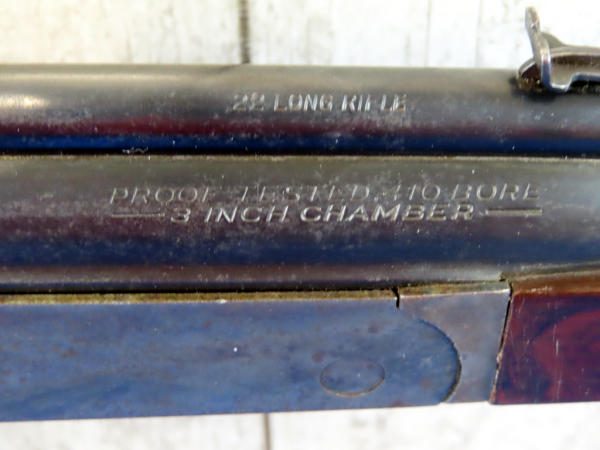 22 LONG RIFLE
PROOF TESTED.410 BORE
3 INCH CHAMBER